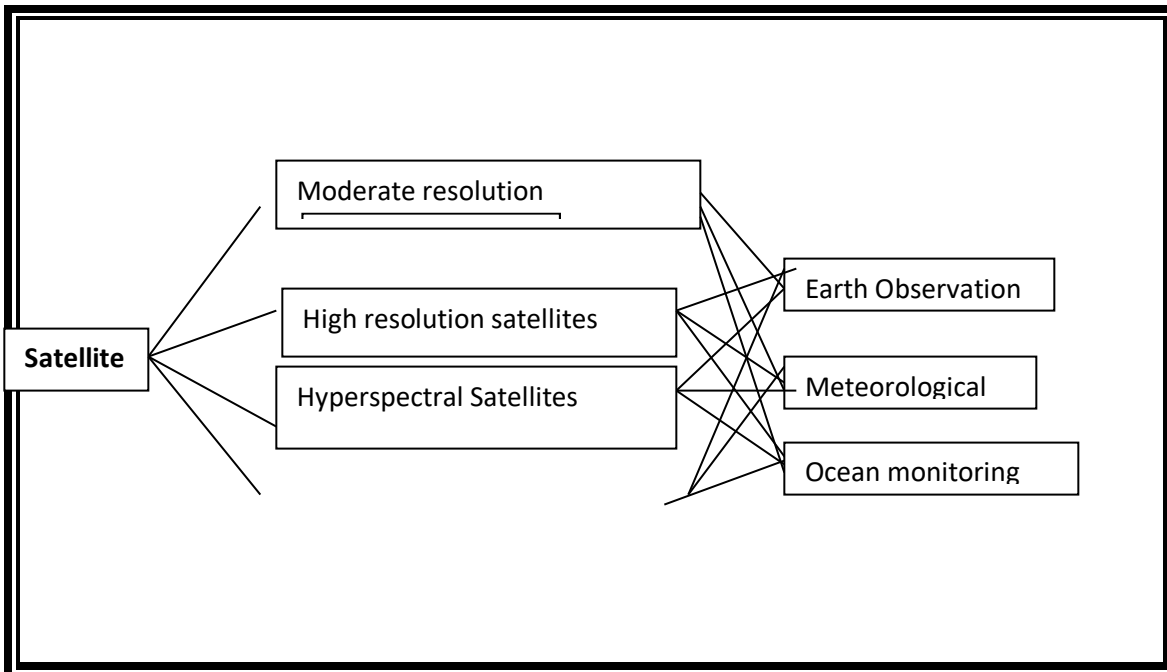 Moderate resolution
High resolution satellites
Satellite
Hyperspectral Satellites
Earth Observation
Meteorological
Ocean monitoring